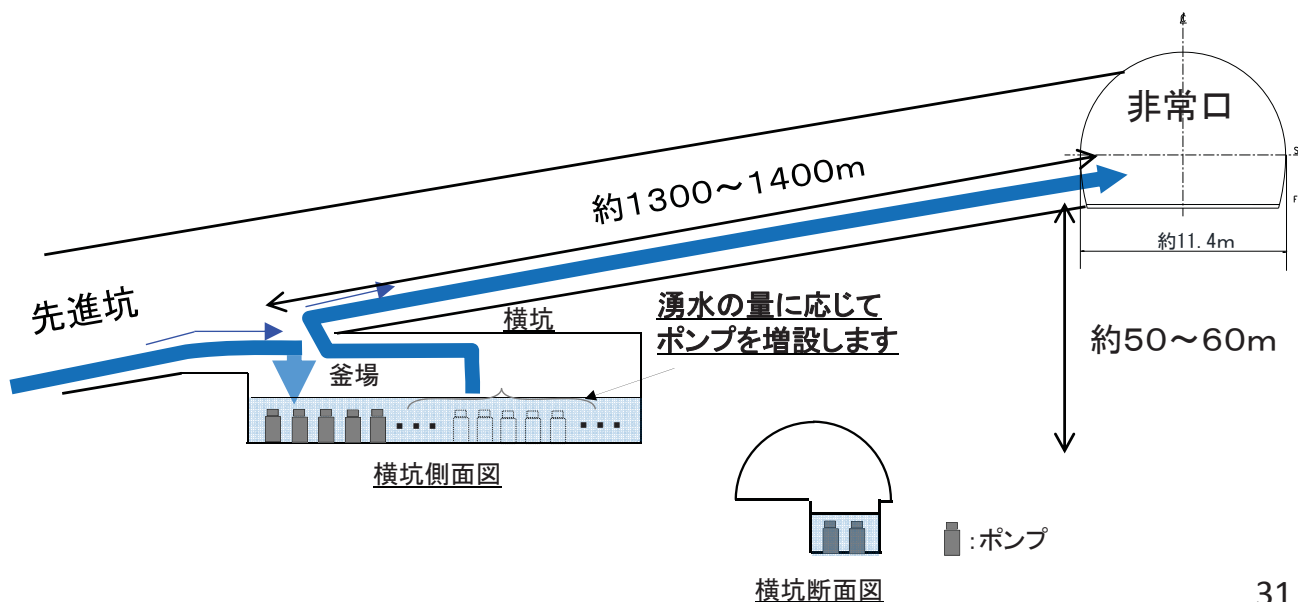 ℄
非常口
S
約1300～1400m
F
約11.4m
先進坑
横坑
湧水の量に応じて
ポンプを増設します
約50～60m
釜場
横坑側面図
:ポンプ
横坑断面図
31